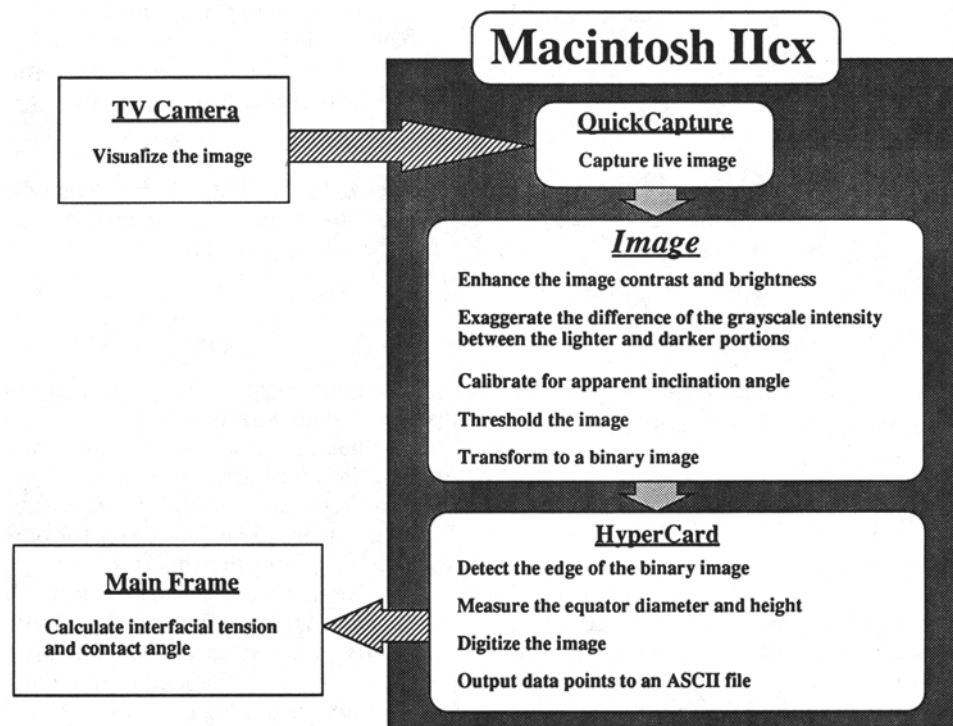 Macintosh IIcx
TV Camera
Visualize the image
QuickCapture
Capture live image
Image
Enhance the image contrast and brightness
Exaggerate the difference of the grayscale intensity
between the lighter and darker portions
Calibrate for apparent inclination angle
Threshold the image
Transform to a binary image
HyperCard
Detect the edge of the binary image
Measure the equator diameter and height
Digitize the image
Output data points to an ASCII file
Main Frame
Calculate interfacial tension
and contact angle